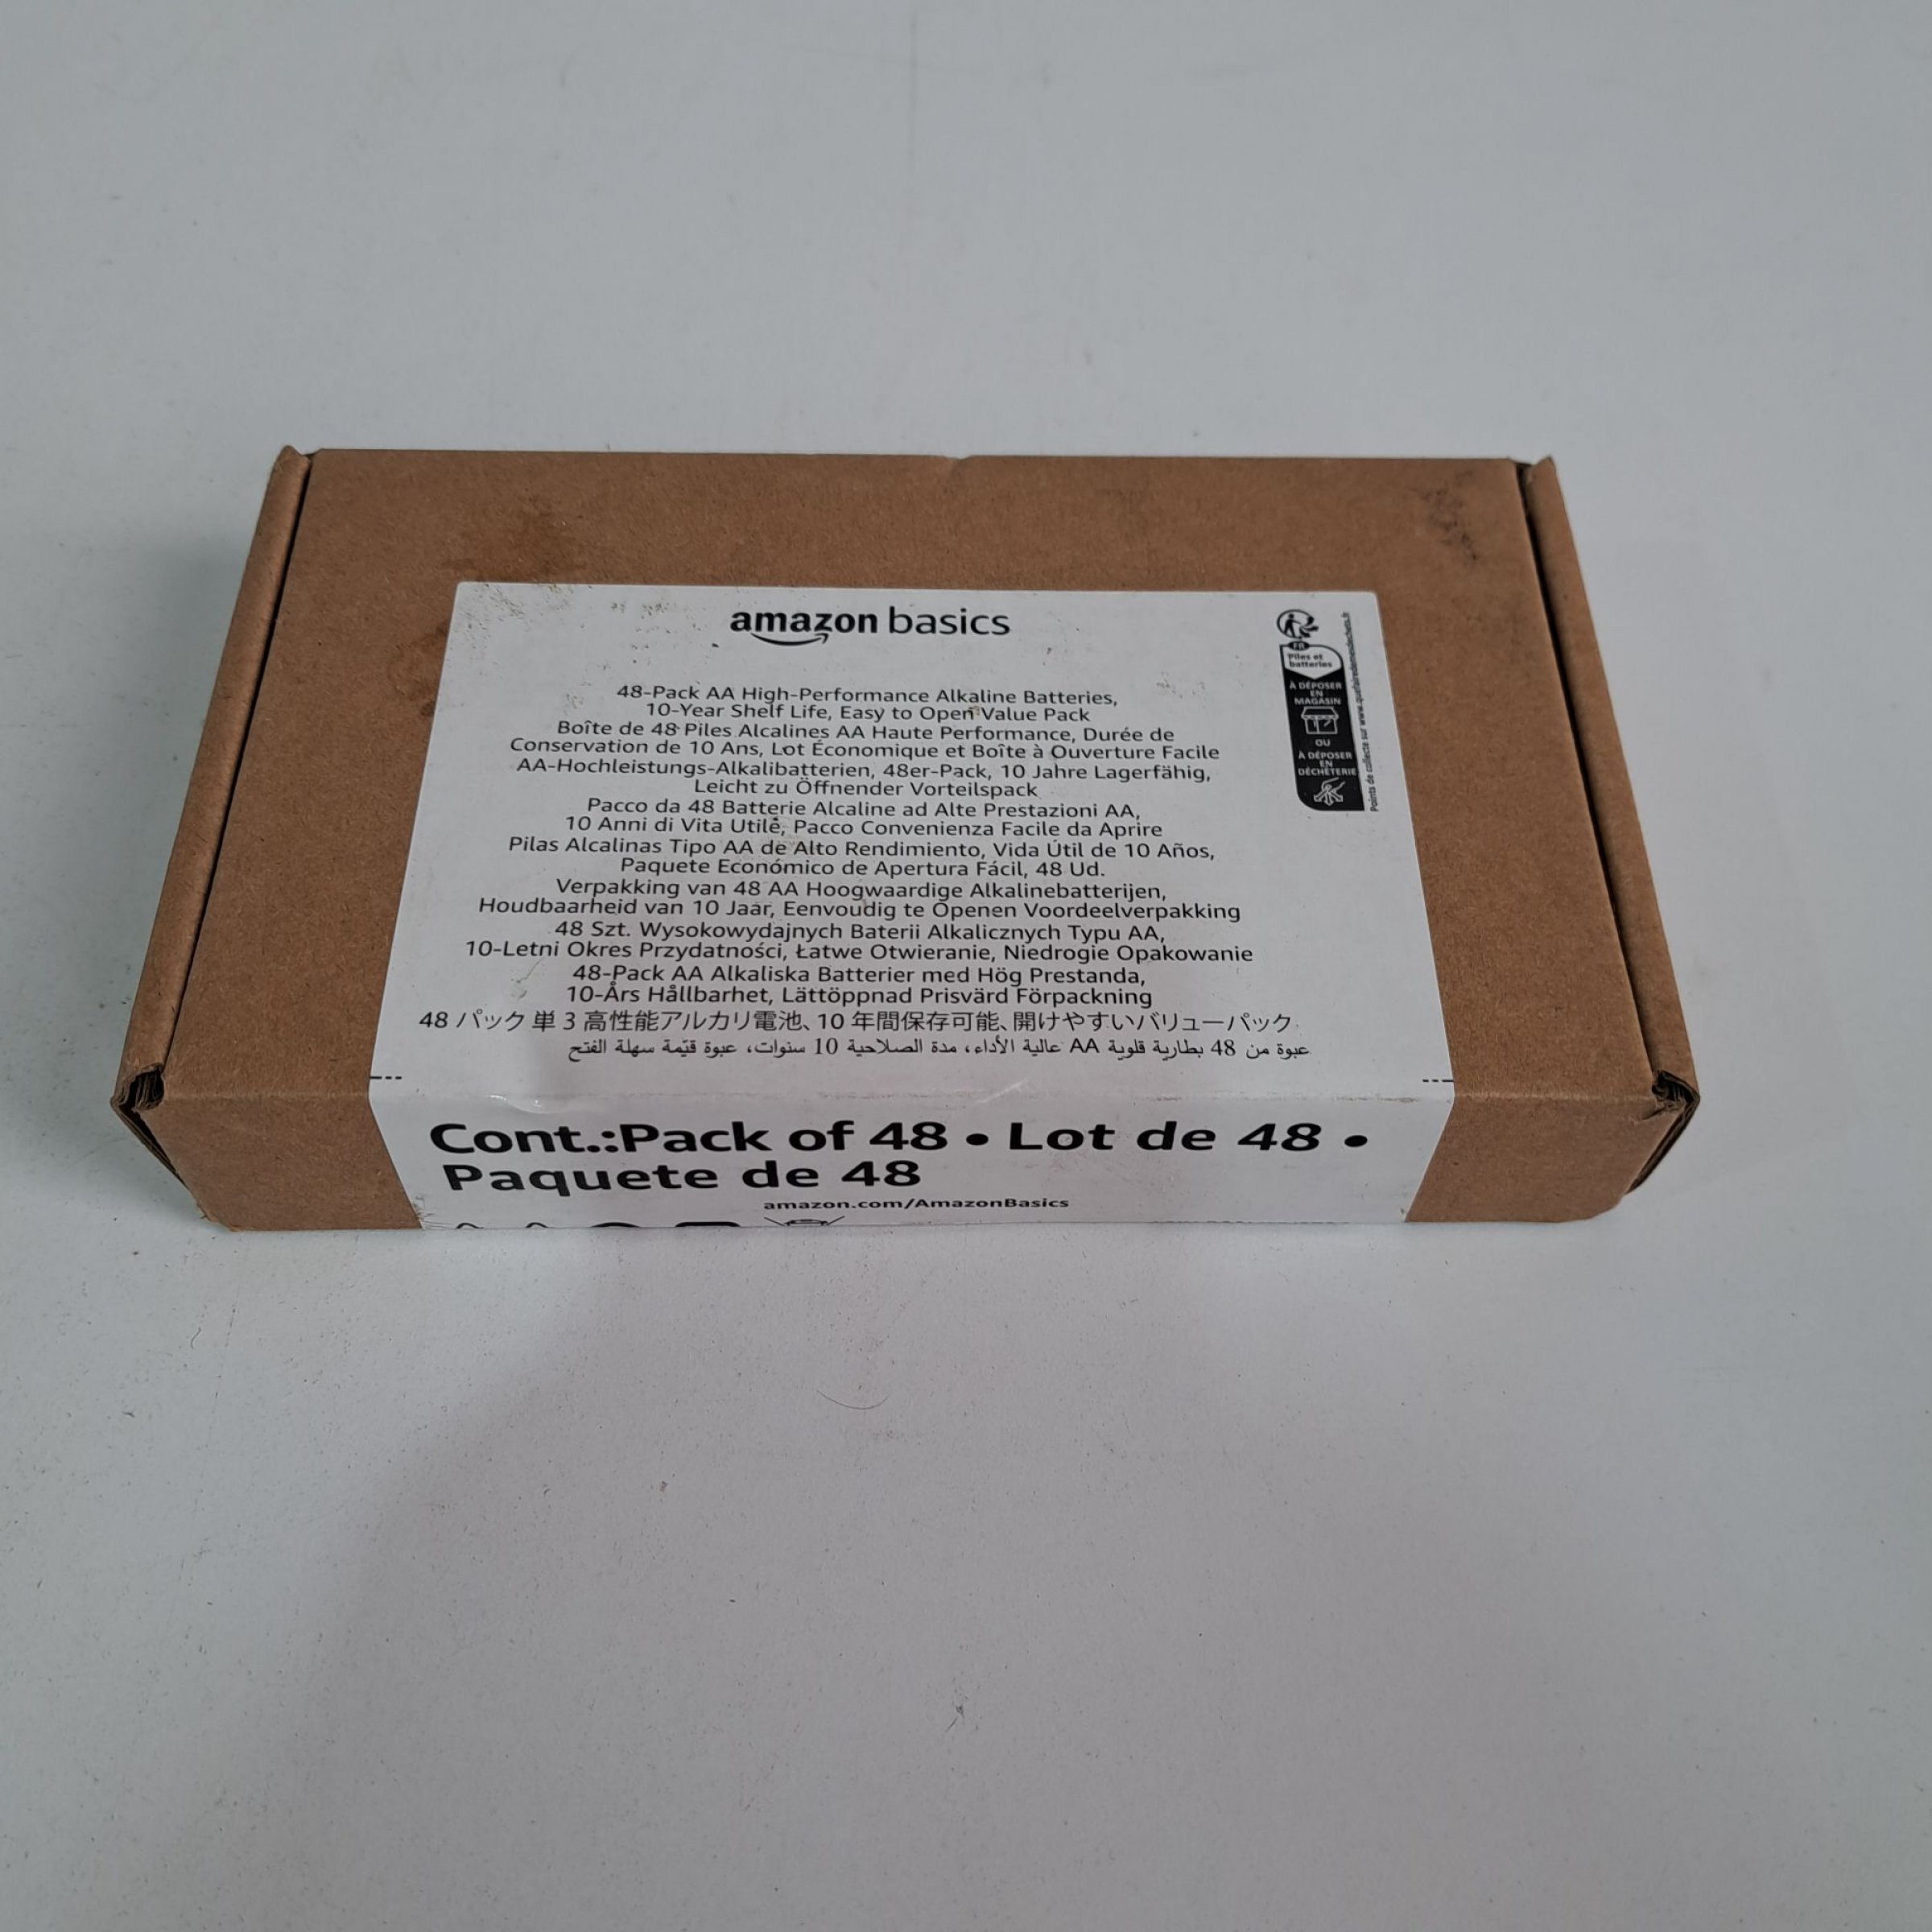 amazon basics
48-Pack AA High-Performance Alkaline Batteries,
10-Year Shelf Life, Easy to Open Value Pack
Boîte de 48 Piles Alcalines AA Haute Performance, Durée de
Conservation de 10 Ans, Lot Économique et Boîte à Ouverture Facile
AA-Hochleistungs-Alkalibatterien, 48er-Pack, 10 Jahre Lagerfähig,
Leicht zu Öffnender Vorteilspack
Pacco da 48 Batterie Alcaline ad Alte Prestazioni AA,
10 Anni di Vita Utile, Pacco Convenienza Facile da Aprire
Pilas Alcalinas Tipo AA de Alto Rendimiento, Vida Útil de 10 Años,
Paquete Económico de Apertura Fácil, 48 Ud.
Verpakking van 48 AA Hoogwaardige Alkalinebatterijen,
Houdbaarheid van 10 Jaar, Eenvoudig te Openen Voordeelverpakking
48 Szt. Wysokowydajnych Baterii Alkalicznych Typu AA,
10-Letni Okres Przydatności, Łatwe Otwieranie, Niedrogie Opakowanie
48-Pack AA Alkaliska Batterier med Hög Prestanda,
10-Års Hållbarhet, Lättöppnad Prisvärd Förpackning
48 パック 単 3 高性能アルカリ電池、10 年間保存可能、開けやすいバリューパック
عبوة من 48 بطارية قلوية AA عالية الأداء، مدة الصلاحية 10 سنوات، عبوة قيّمة سهلة الفتح
FR
Piles et
batteries
À DÉPOSER
EN
MAGASIN
OU
À DÉPOSER
EN
DÉCHÈTERIE
Points de collecte sur www.quefairedemesdechets.fr
Cont.:Pack of 48 • Lot de 48 •
Paquete de 48
amazon.com/AmazonBasics